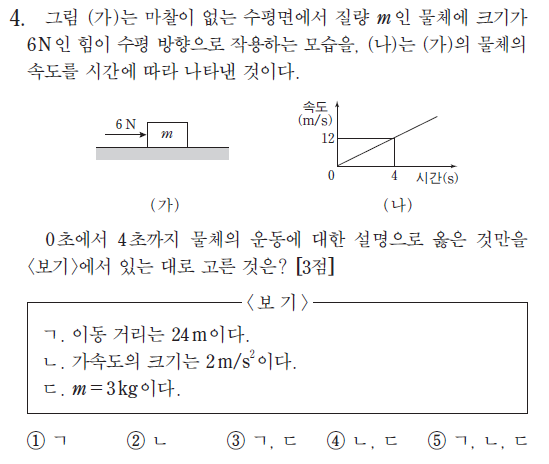 4. 그림 (가)는 마찰이 없는 수평면에서 질량 m인 물체에 크기가
6N인 힘이 수평 방향으로 작용하는 모습을, (나)는 (가)의 물체의
속도를 시간에 따라 나타낸 것이다.
6N
m
(가)
속도
(m/s)
12
0
4
시간(s)
(나)
0초에서 4초까지 물체의 운동에 대한 설명으로 옳은 것만을
<보기>에서 있는 대로 고른 것은? [3점]
<보 기>
ㄱ. 이동 거리는 24m이다.
ㄴ. 가속도의 크기는 2m/s²이다.
ㄷ. m=3kg이다.
① ㄱ ② ㄴ ③ ㄱ, ㄷ ④ ㄴ, ㄷ ⑤ ㄱ, ㄴ, ㄷ